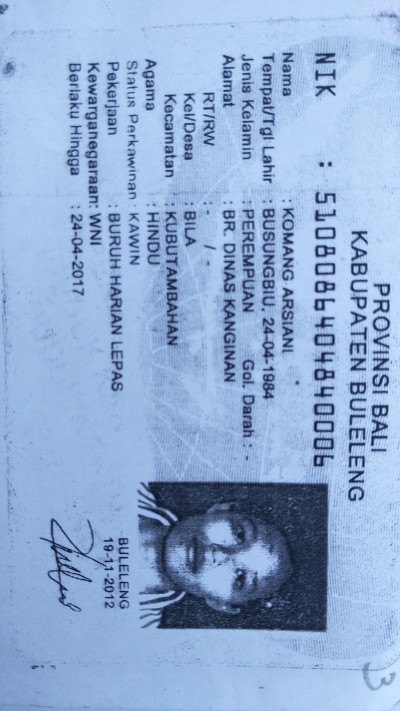 PROVINSI BALI
KABUPATEN BULELENG
NIK : 5108086404840006
Nama : KOMANG ARSIANI
Tempat/Tgl Lahir : BUSUNGBIU, 24-04-1984
Jenis Kelamin : PEREMPUAN Gol. Darah : -
Alamat : BR. DINAS KANGINAN
RT/RW : - / -
Kel/Desa : BILA
Kecamatan : KUBUTAMBAHAN
Agama : HINDU
Status Perkawinan : KAWIN
Pekerjaan : BURUH HARIAN LEPAS
Kewarganegaraan: WNI
Berlaku Hingga : 24-04-2017
BULELENG
19-11-2012
3